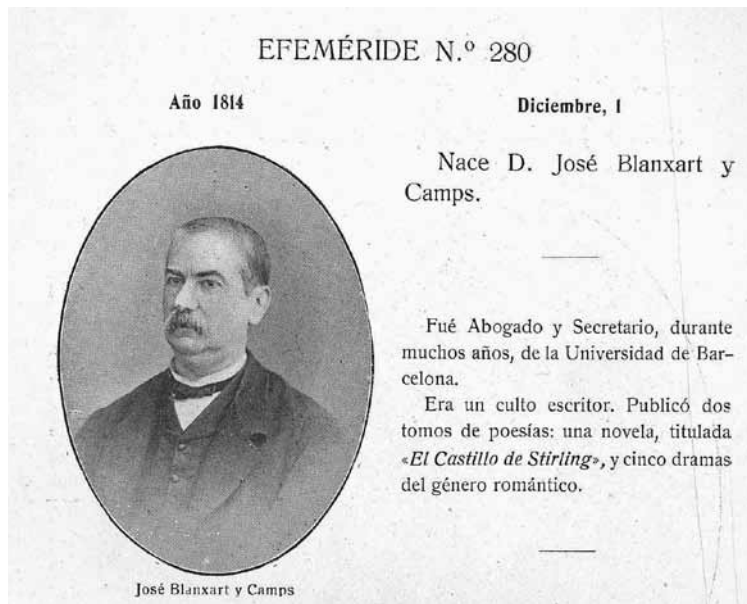 EFEMÉRIDE N.º 280
Año 1814
Diciembre, 1
Nace D. José Blanxart y
Camps.
Fué Abogado y Secretario, durante
muchos años, de la Universidad de Bar-
celona.
Era un culto escritor. Publicó dos
tomos de poesías: una novela, titulada
«El Castillo de Stirling», y cinco dramas
del género romántico.
José Blanxart y Camps